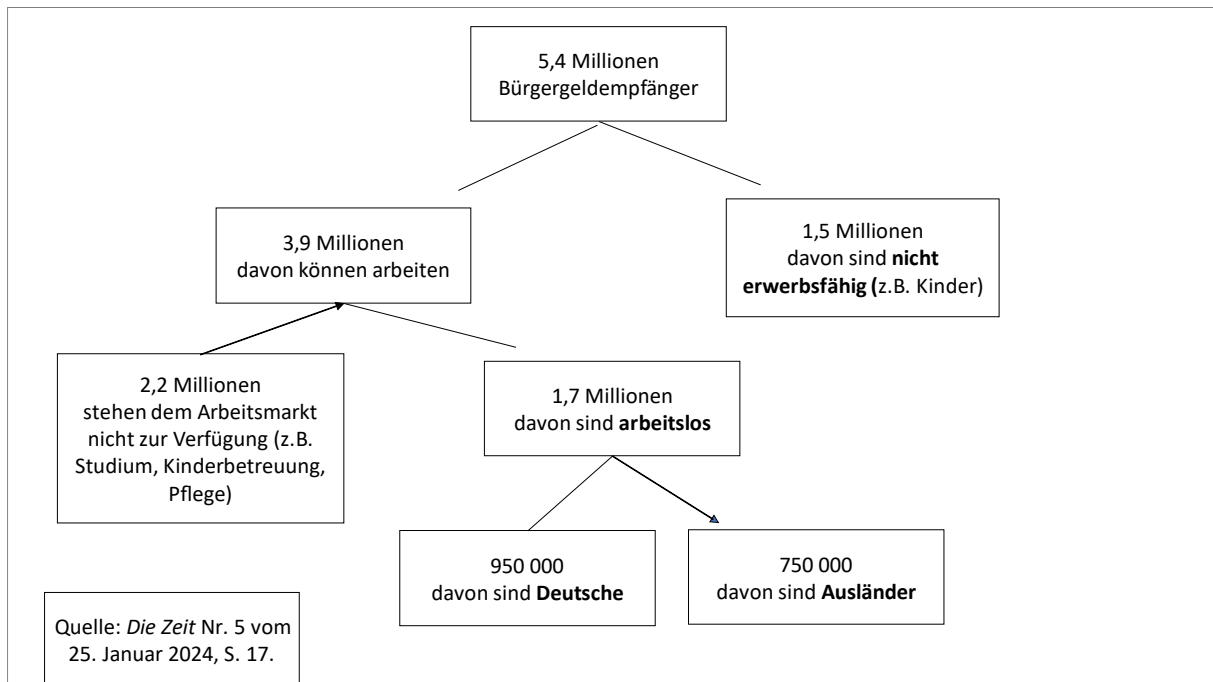 5,4 Millionen
Bürgergeldempfänger
3,9 Millionen
davon können arbeiten
1,5 Millionen
davon sind nicht
erwerbsfähig (z.B. Kinder)
2,2 Millionen
stehen dem Arbeitsmarkt
nicht zur Verfügung (z.B.
Studium, Kinderbetreuung,
Pflege)
1,7 Millionen
davon sind arbeitslos
950 000
davon sind Deutsche
750 000
davon sind Ausländer
Quelle: Die Zeit Nr. 5 vom
25. Januar 2024, S. 17.